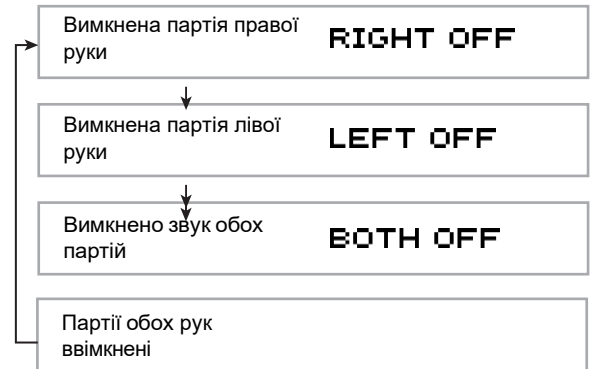 Вимкнена партія правої
руки
RIGHT OFF
Вимкнена партія лівої
руки
LEFT OFF
Вимкнено звук обох
партій
BOTH OFF
Партії обох рук
ввімкнені